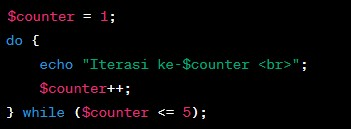 $counter = 1;
do {
    echo "Iterasi ke-$counter <br>";
    $counter++;
} while ($counter <= 5);